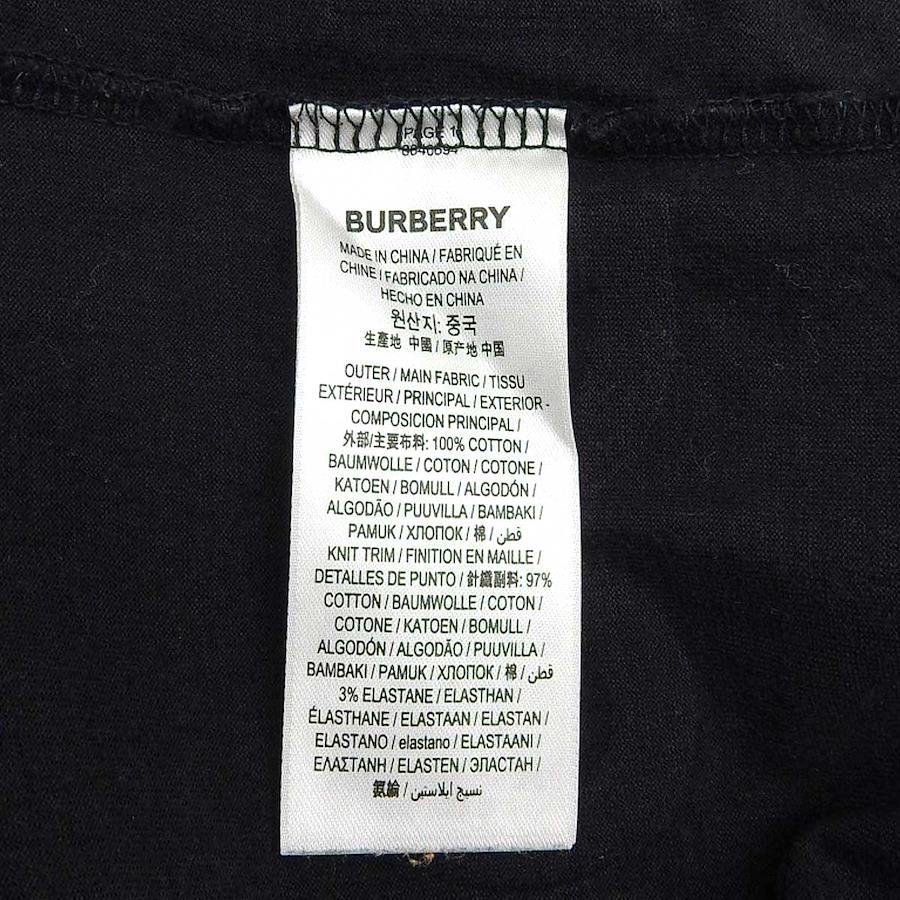 PAGE 1
8840694
BURBERRY
MADE IN CHINA / FABRIQUÉ EN
CHINE / FABRICADO NA CHINA /
HECHO EN CHINA
원산지: 중국
生產地 中國 / 原产地 中国
OUTER / MAIN FABRIC / TISSU
EXTÉRIEUR / PRINCIPAL / EXTERIOR -
COMPOSICION PRINCIPAL /
外部/主要布料: 100% COTTON /
BAUMWOLLE / COTON / COTONE /
KATOEN / BOMULL / ALGODÓN /
ALGODÃO / PUUVILLA / BAMBAKI /
PAMUK / ХЛОПОК / 棉 / قطن
KNIT TRIM / FINITION EN MAILLE /
DETALLES DE PUNTO / 針織副料: 97%
COTTON / BAUMWOLLE / COTON /
COTONE / KATOEN / BOMULL /
ALGODÓN / ALGODÃO / PUUVILLA /
BAMBAKI / PAMUK / ХЛОПОК / 棉 / قطن
3% ELASTANE / ELASTHAN /
ÉLASTHANE / ELASTAAN / ELASTAN /
ELASTANO / elastano / ELASTAANI /
ΕΛΑΣΤΑΝΗ / ELASTEN / ЭЛАСТАН /
氨綸 / نسيج ايلاستين